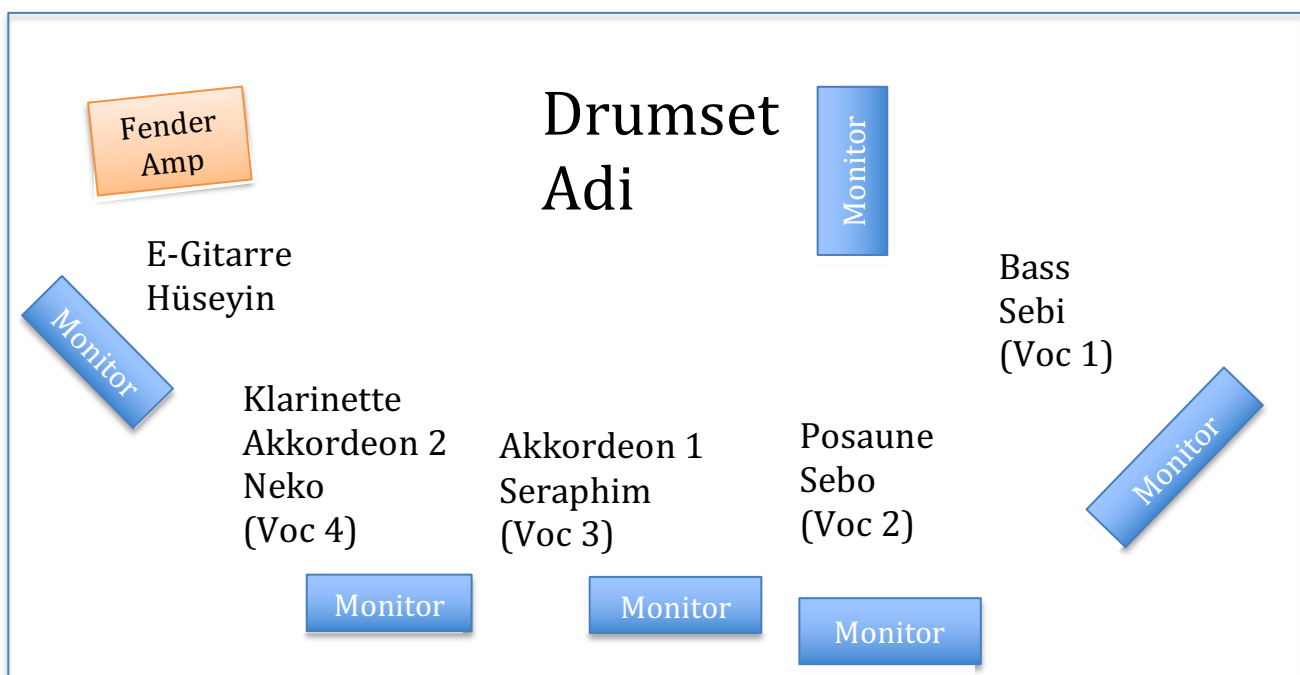 Fender
Amp
Drumset
Adi
Monitor
E-Gitarre
Hüseyin
Monitor
Bass
Sebi
(Voc 1)
Monitor
Klarinette
Akkordeon 2
Neko
(Voc 4)
Akkordeon 1
Seraphim
(Voc 3)
Posaune
Sebo
(Voc 2)
Monitor
Monitor
Monitor